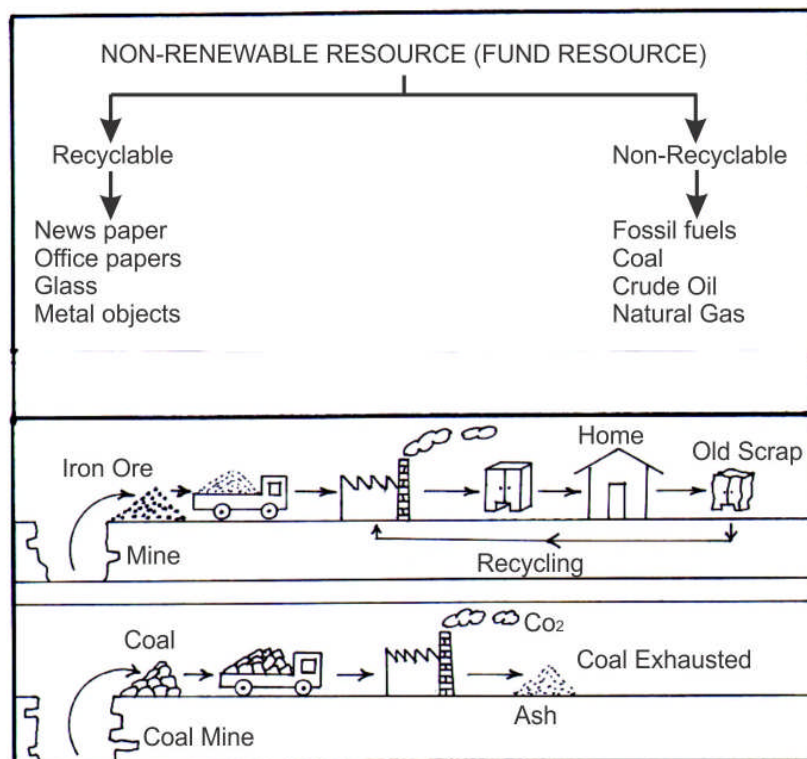 NON-RENEWABLE RESOURCE (FUND RESOURCE)
Recyclable
Non-Recyclable
News paper
Office papers
Glass
Metal objects
Fossil fuels
Coal
Crude Oil
Natural Gas
Home
Old Scrap
Iron Ore
Mine
Recycling
Co₂
Coal
Coal Exhausted
Ash
Coal Mine